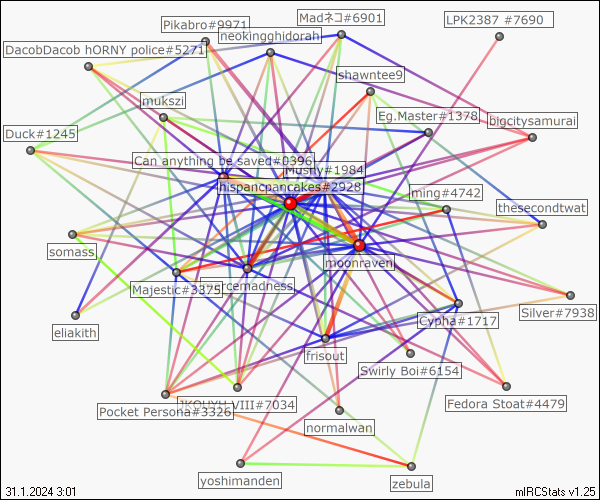 Madネコ#6901
LPK2387 #7690
Pikabro#9971
neokingghidorah
DacobDacob hORNY police#5271
shawntee9
mukszi
Eg.Master#1378
bigcitysamurai
Duck#1245
Can anything be saved#0396
Mushy#1984
hispancpancakes#2928
ming#4742
thesecondtwat
somass
moonraven
Majestic#3375
Silver#7938
Cypha#1717
eliakith
frisout
Swirly Boi#6154
Pocket Persona#3326
VIII#7034
Fedora Stoat#4479
normalwan
yoshimanden
zebula
31.1.2024 3:01
mIRCStats v1.25